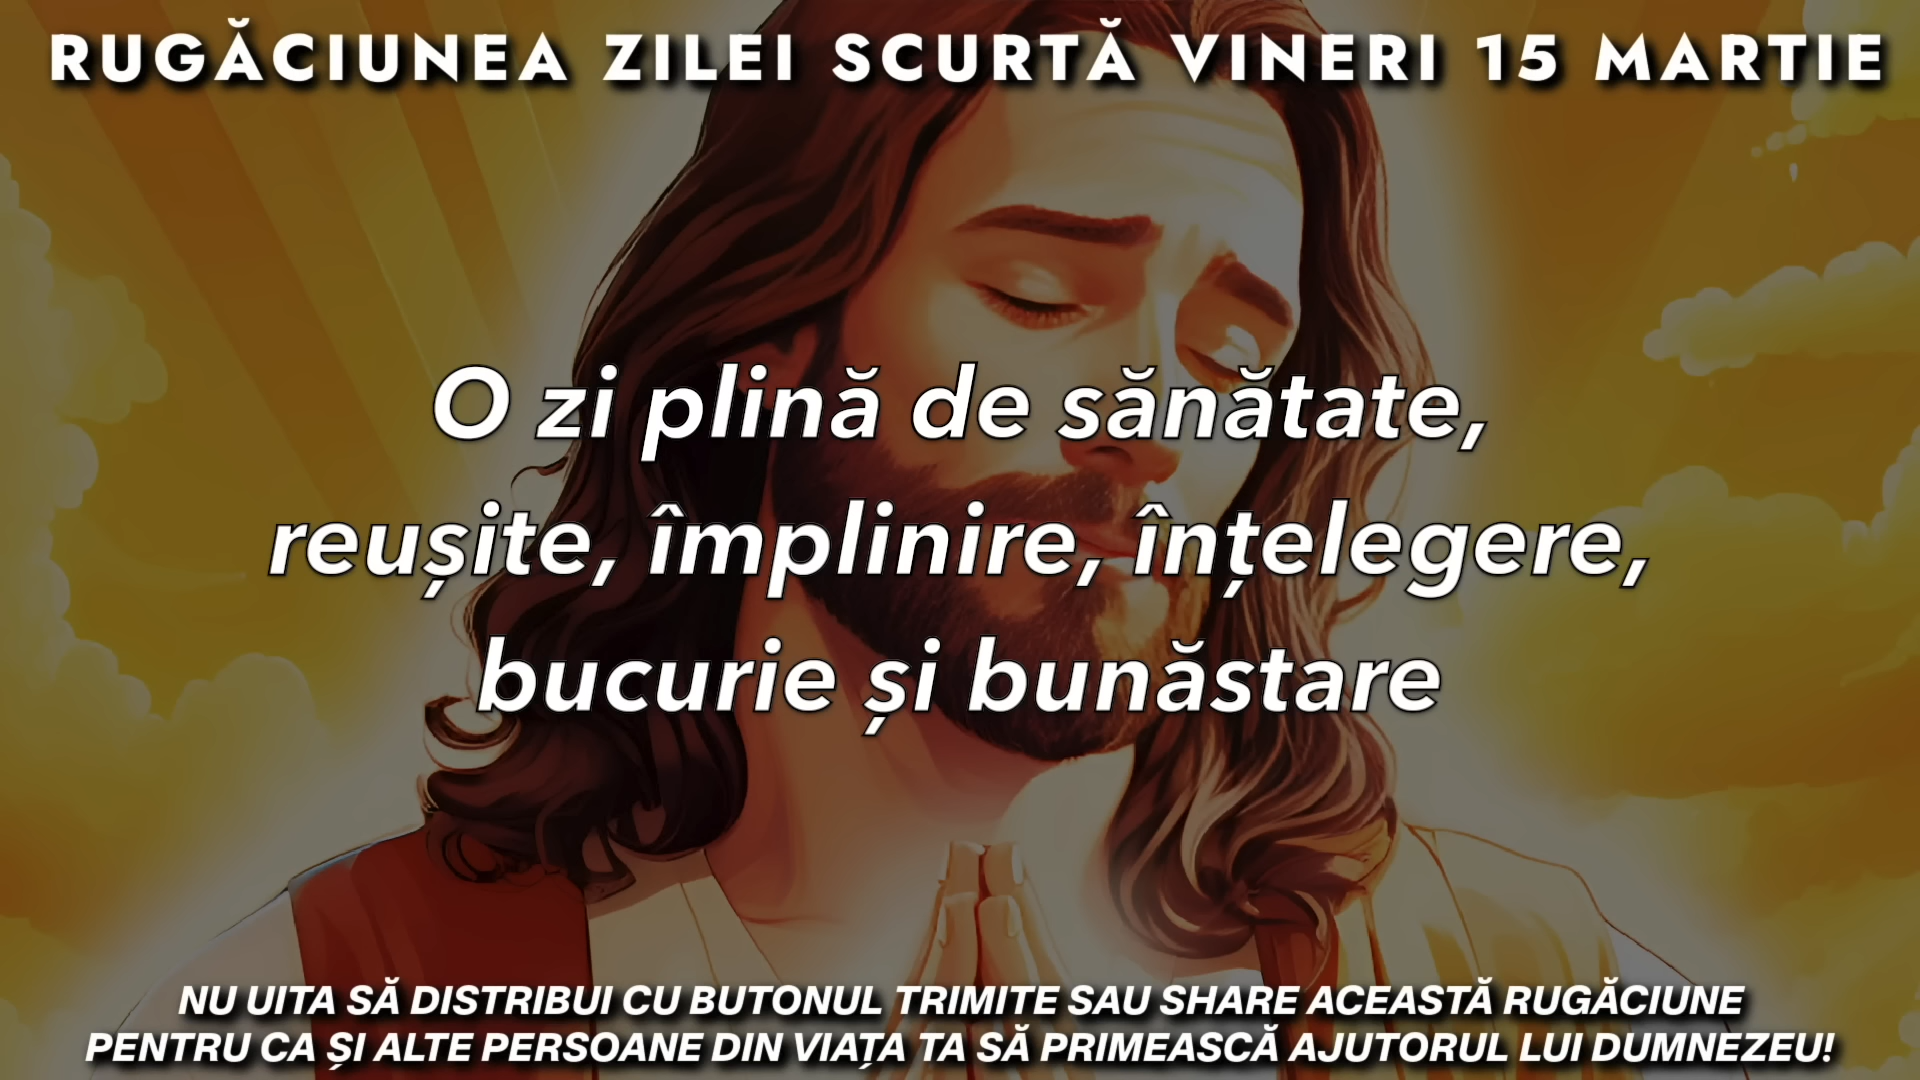 RUGĂCIUNEA ZILEI SCURTĂ VINERI 15 MARTIE
O zi plină de sănătate,
reușite, împlinire, înțelegere,
bucurie și bunăstare
NU UITA SĂ DISTRIBUI CU BUTONUL TRIMITE SAU SHARE ACEASTĂ RUGĂCIUNE
PENTRU CA ȘI ALTE PERSOANE DIN VIAȚA TA SĂ PRIMEASCĂ AJUTORUL LUI DUMNEZEU!